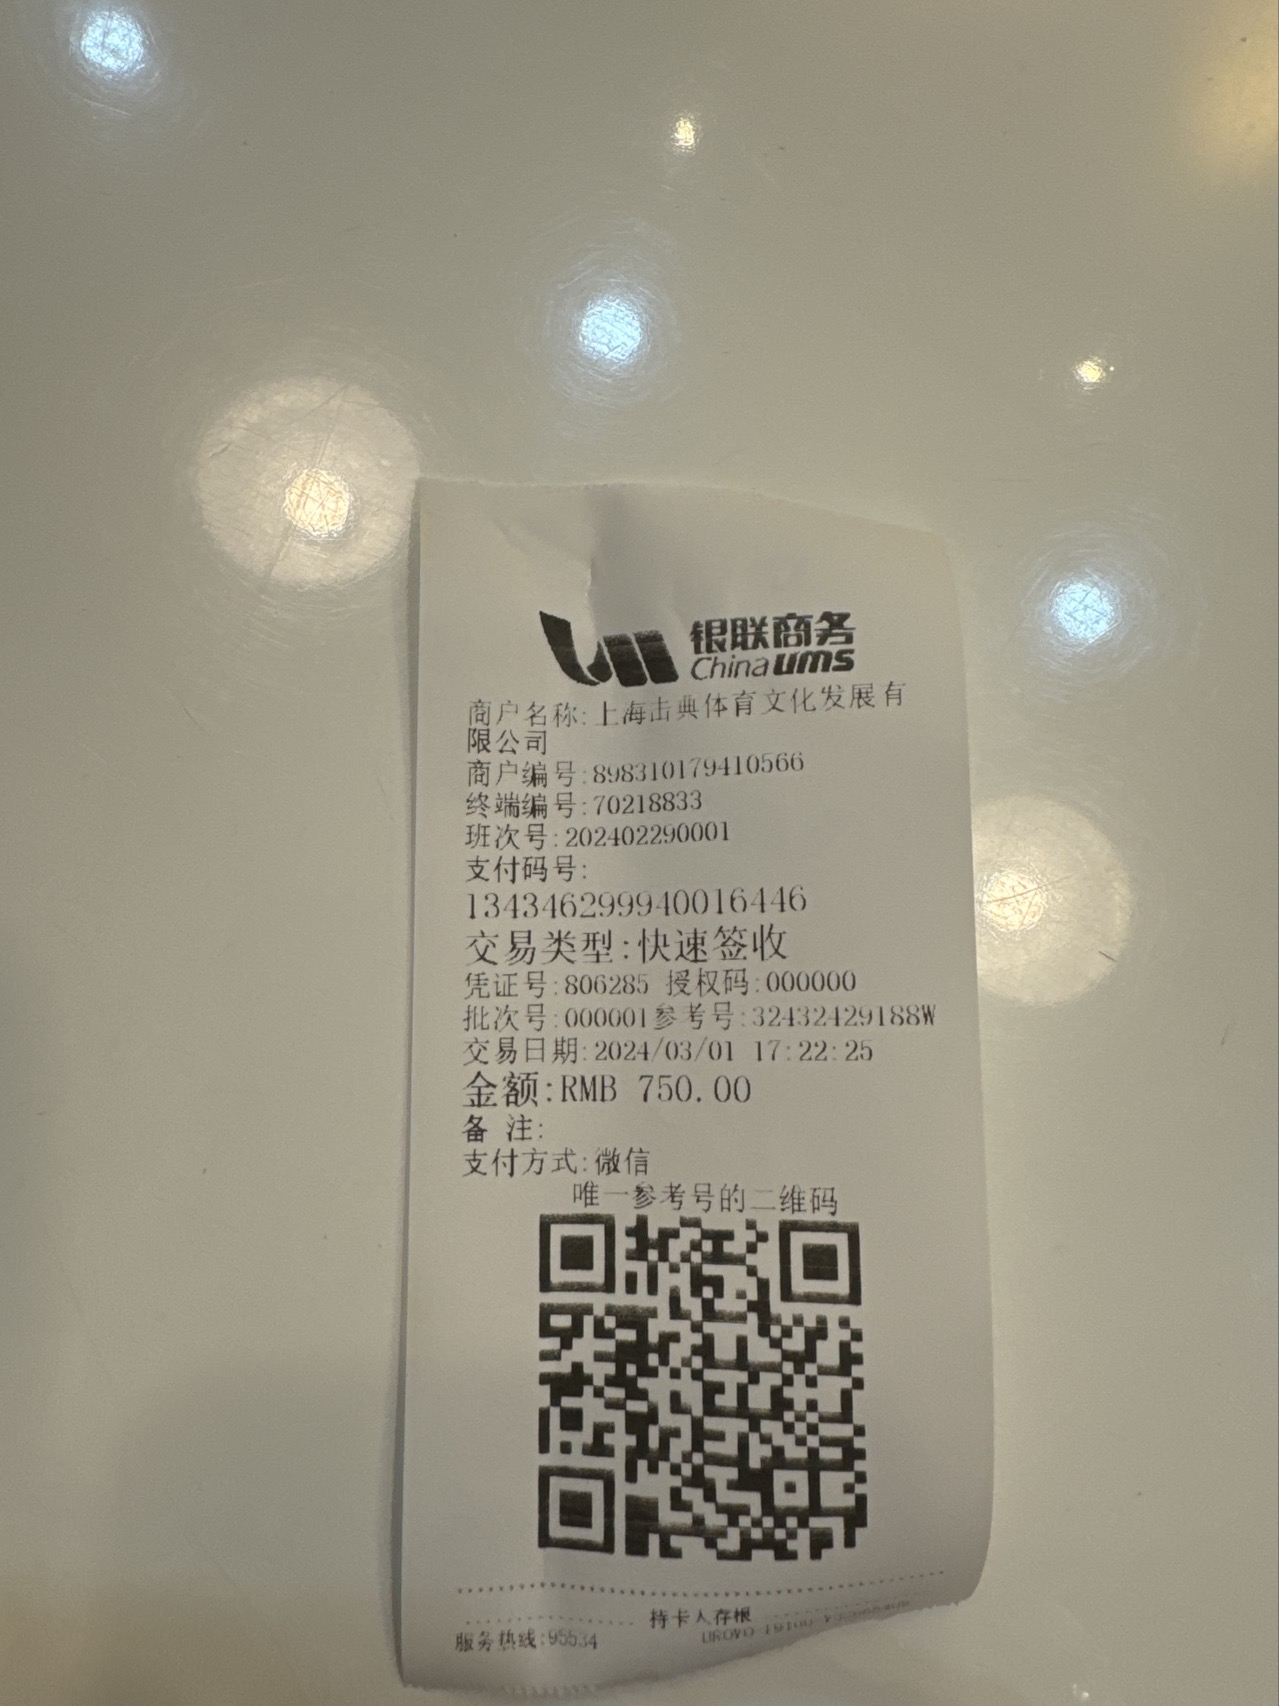 银联商务
China ums
商户名称:上海击典体育文化发展有
限公司
商户编号:898310179410566
终端编号:70218833
班次号:202402290001
支付码号:
134346299940016446
交易类型:快速签收
凭证号:806285 授权码:000000
批次号:000001参考号:32432429188W
交易日期:2024/03/01 17:22:25
金额:RMB 750.00
备 注:
支付方式:微信
唯一参考号的二维码
持卡人存根
服务热线:95534
UROVO